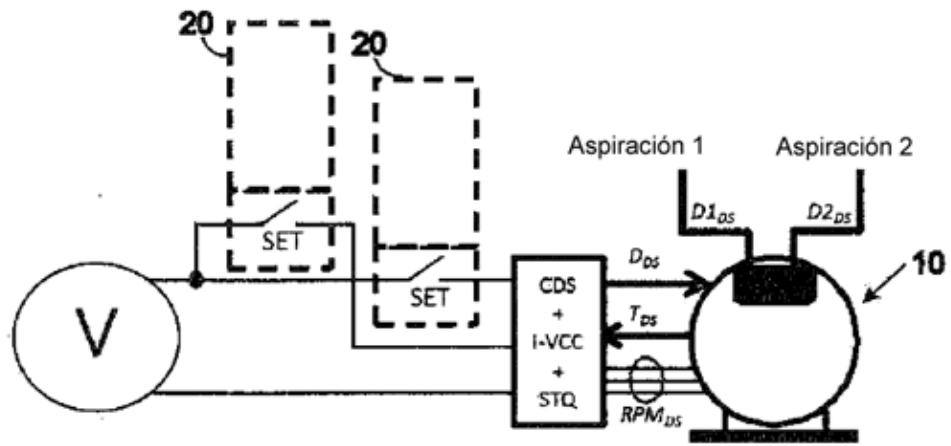 20
20
Aspiración 1
Aspiración 2
D1DS
D2DS
SET
SET
V
CDS
+
I-VCC
+
STQ
DDS
TDS
RPMDS
10